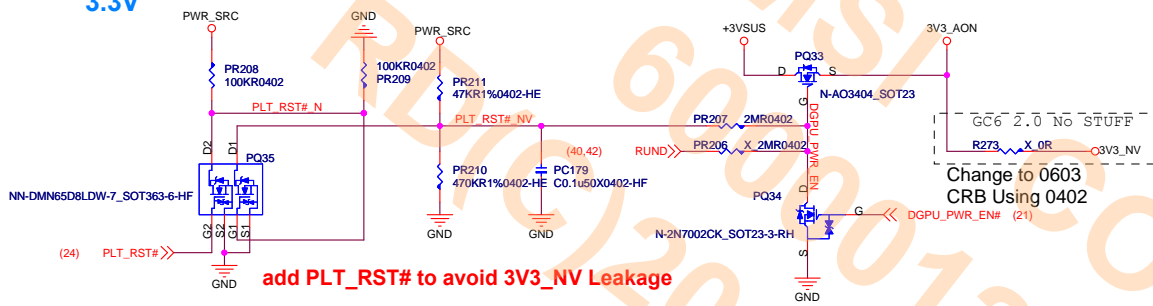 3.3V
PWR_SRC
GND
PWR_SRC
+3VSUS
3V3_AON
PR208
100KR0402
100KR0402
PR209
PR211
47KR1%0402-HE
PQ33
D
S
G
N-AO3404_SOT23
PLT_RST#_N
PLT_RST#_NV
PR207
2MR0402
DGPU_PWR_EN
GC6 2.0 No STUFF
R273
X_0R
3V3_NV
Change to 0603
CRB Using 0402
(40,42)
RUND
PR206
X_2MR0402
D2
D1
PQ35
NN-DMN65D8LDW-7_SOT363-6-HF
PR210
470KR1%0402-HE
PC179
C0.1u50X0402-HF
GND
GND
D
PQ34
G
DGPU_PWR_EN#
(21)
N-2N7002CK_SOT23-3-RH
S
G2
S2
G1
S1
(24)
PLT_RST#
GND
GND
add PLT_RST# to avoid 3V3_NV Leakage